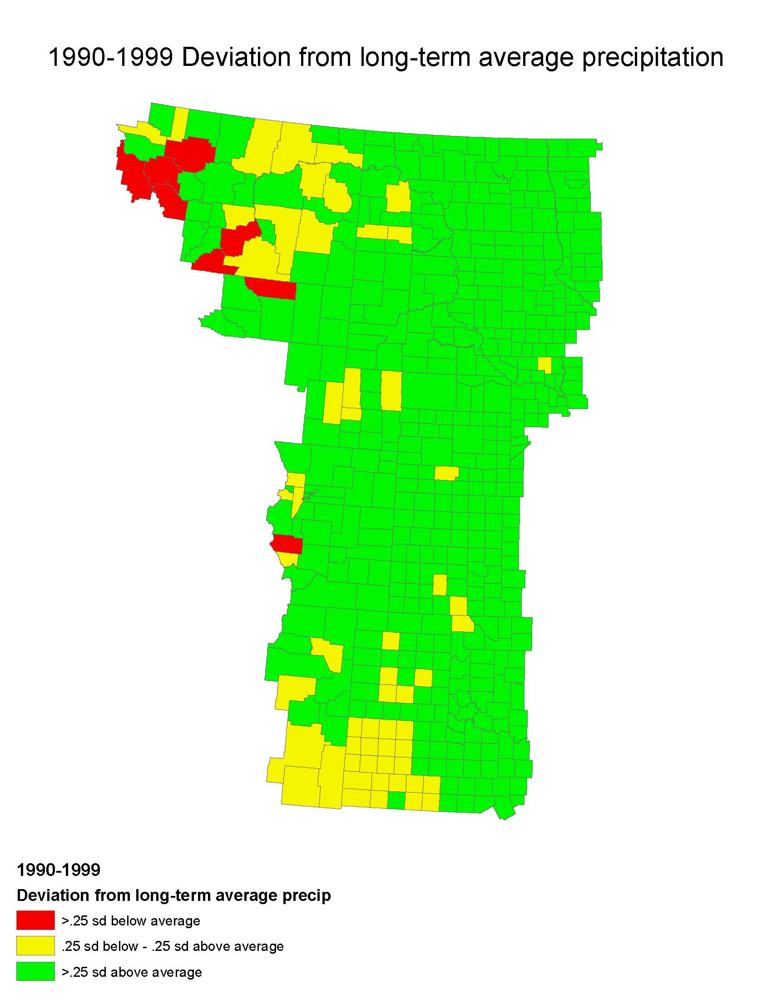 1990-1999 Deviation from long-term average precipitation
1990-1999
Deviation from long-term average precip
>.25 sd below average
.25 sd below - .25 sd above average
>.25 sd above average